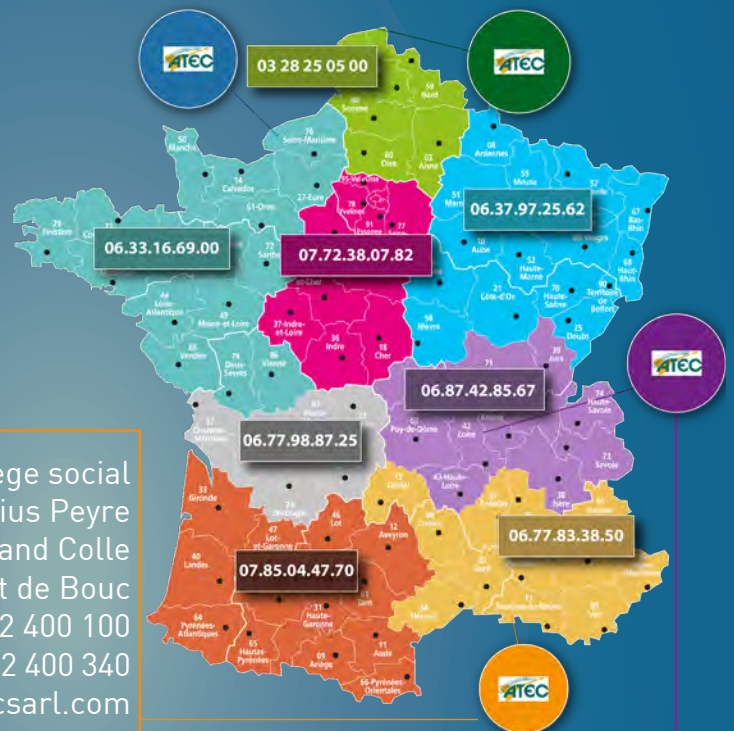 ATEC
03 28 25 05 00
ATEC
80
Somme
59
Nord
60
Oise
02
Aisne
50
Manche
76
Seine-Maritime
14
Calvados
27-Eure
61-Orne
08
Ardennes
55
Meuse
51
06.37.97.25.62
67
Bas-
Rhin
68
Haut-
Rhin
29
Finistère
06.33.16.69.00
72
Sarthe
95-Val-d'Oise
78
Yvelines
91
Essonne
77
07.72.38.07.82
10
Aube
52
Haute-
Marne
44
Loire-
Atlantique
49
Maine-et-Loire
37-Indre-
et-Loire
36
Indre
18
Cher
58
Nièvre
21
Côte-d'Or
70
Haute-
Saône
90
Territoire
de
Belfort
25
Doubs
85
Vendée
79
Deux-
Sèvres
86
Vienne
71
39
Jura
ATEC
06.87.42.85.67
74
Haute-
Savoie
73
Savoie
17
Charente-
Maritime
06.77.98.87.25
63
Puy-de-Dôme
42
Loire
43-Haute-
Loire
38
Isère
15
Cantal
ège social
ius Peyre
and Colle
t de Bouc
2 400 100
2 400 340
csarl.com
33
Gironde
47
Lot-
et-Garonne
46
Lot
12
Aveyron
06.77.83.38.50
40
Landes
07.85.04.47.70
81
Tarn
30
Gard
34
Hérault
13
Bouches-du-Rhône
83
Var
64
Pyrénées-
Atlantiques
65
Hautes-
Pyrénées
31
Haute-
Garonne
09
Ariège
11
Aude
66-Pyrénées-
Orientales
ATEC